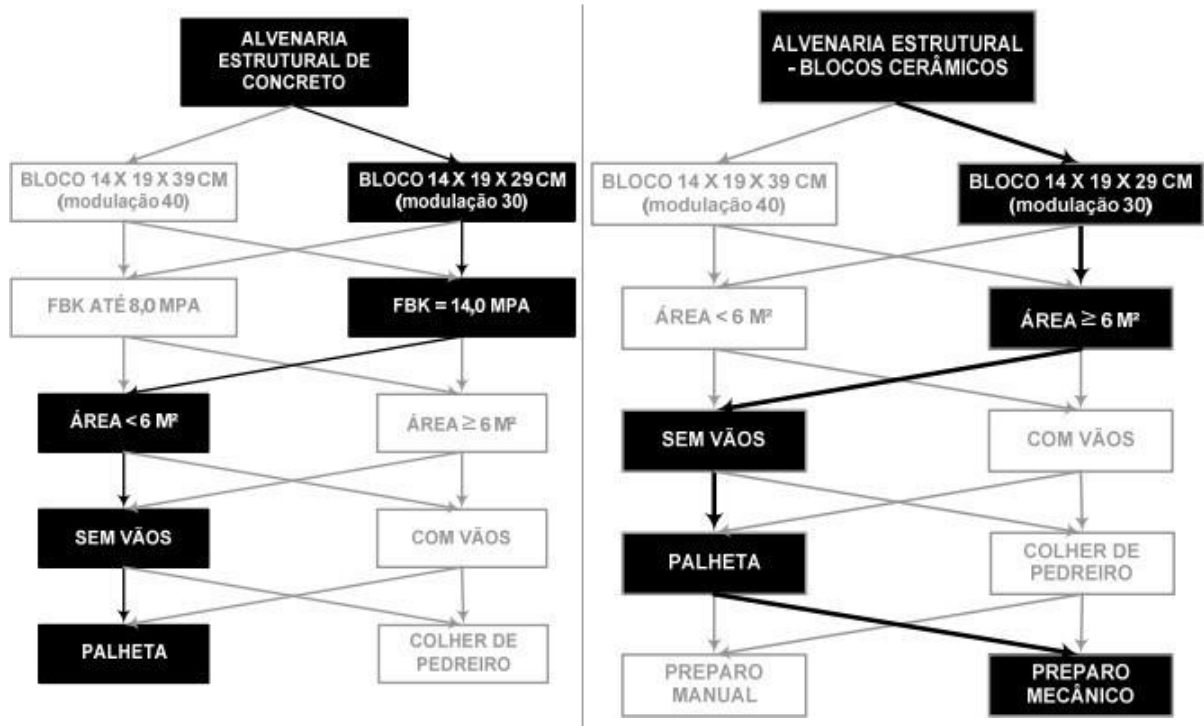 ALVENARIA
ESTRUTURAL DE
CONCRETO
BLOCO 14 X 19 X 39 CM
(modulação 40)
BLOCO 14 X 19 X 29 CM
(modulação 30)
FBK ATÉ 8,0 MPA
FBK = 14,0 MPA
ÁREA < 6 M²
ÁREA ≥ 6 M²
SEM VÃOS
COM VÃOS
PALHETA
COLHER DE
PEDREIRO
ALVENARIA ESTRUTURAL
- BLOCOS CERÂMICOS
BLOCO 14 X 19 X 39 CM
(modulação 40)
BLOCO 14 X 19 X 29 CM
(modulação 30)
ÁREA < 6 M²
ÁREA ≥ 6 M²
SEM VÃOS
COM VÃOS
PALHETA
COLHER DE
PEDREIRO
PREPARO
MANUAL
PREPARO
MECÂNICO